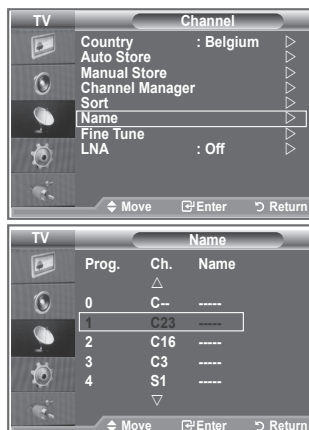 TV Channel
Country : Belgium ▷
Auto Store ▷
Manual Store ▷
Channel Manager ▷
Sort ▷
Name ▷
Fine Tune ▷
LNA : Off ▷
Move Enter Return
TV Name
Prog. Ch. Name
△
0 C-- -----
1 C23 -----
2 C16 -----
3 C3 -----
4 S1 -----
▽
Move Enter Return